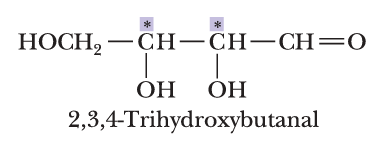 * *
HOCH₂—CH—CH—CH=O
OH OH
2,3,4-Trihydroxybutanal